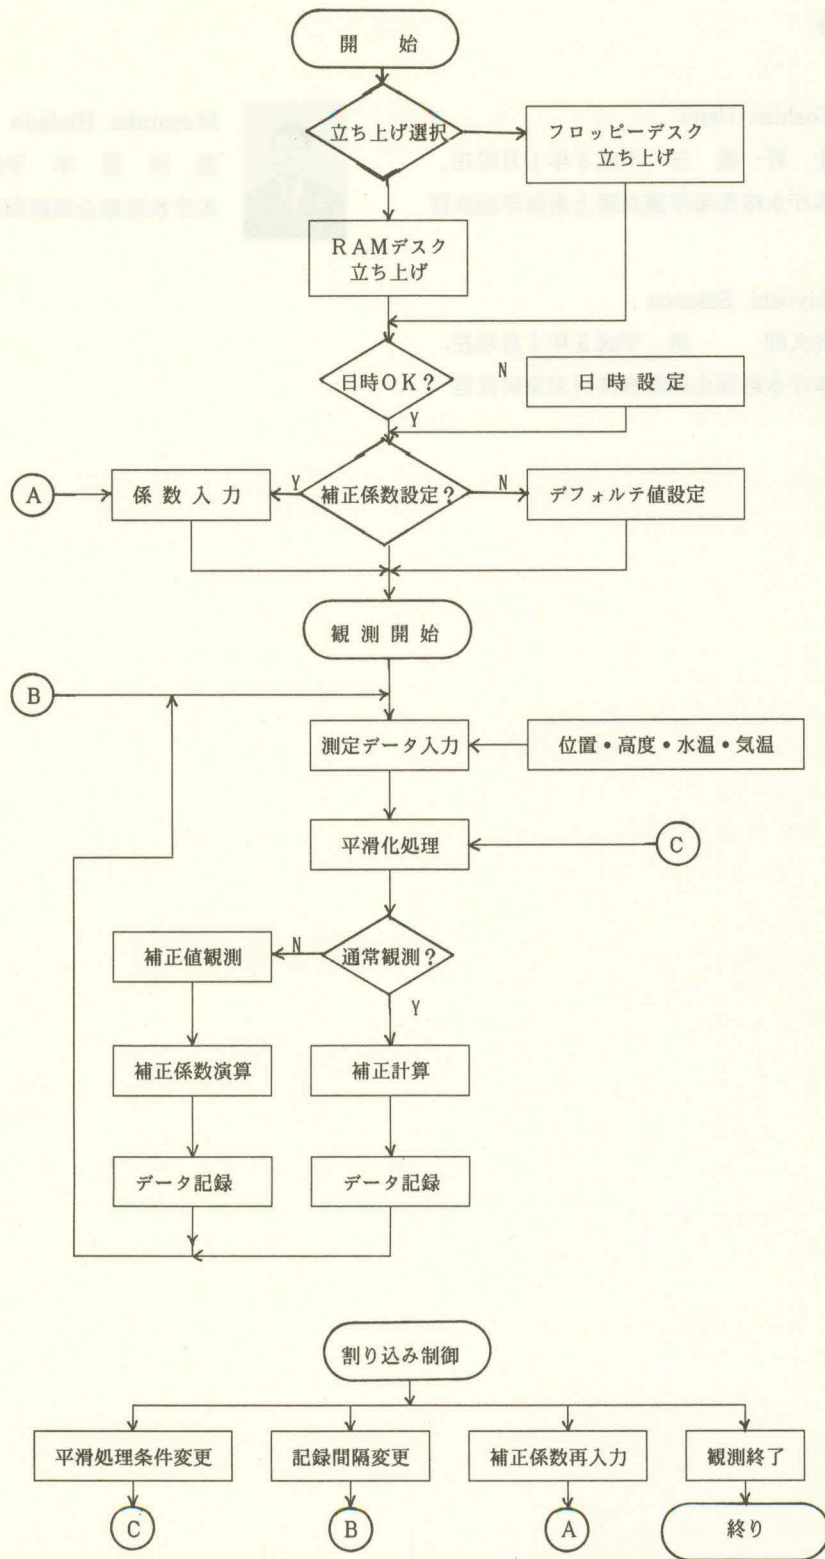 開 始
立ち上げ選択
フロッピーデスク
立ち上げ
RAMデスク
立ち上げ
日時OK?
N
日 時 設 定
Y
A
係 数 入 力
Y
補正係数設定?
N
デフォルテ値設定
観 測 開 始
B
測定データ入力
位置・高度・水温・気温
平滑化処理
C
補正値観測
N
通常観測?
Y
補正係数演算
補正計算
データ記録
データ記録
割り込み制御
平滑処理条件変更
記録間隔変更
補正係数再入力
観測終了
C
B
A
終り